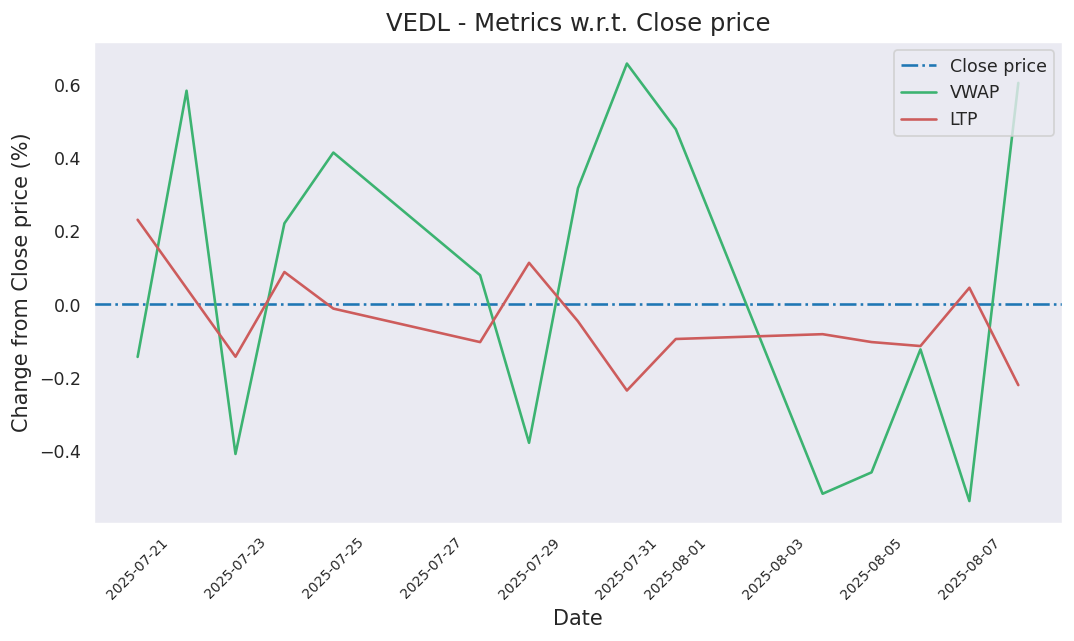 VEDL - Metrics w.r.t. Close price
Close price
VWAP
LTP
Change from Close price (%)
0.6
0.4
0.2
0.0
−0.2
−0.4
2025-07-21
2025-07-23
2025-07-25
2025-07-27
2025-07-29
2025-07-31
2025-08-01
2025-08-03
2025-08-05
2025-08-07
Date